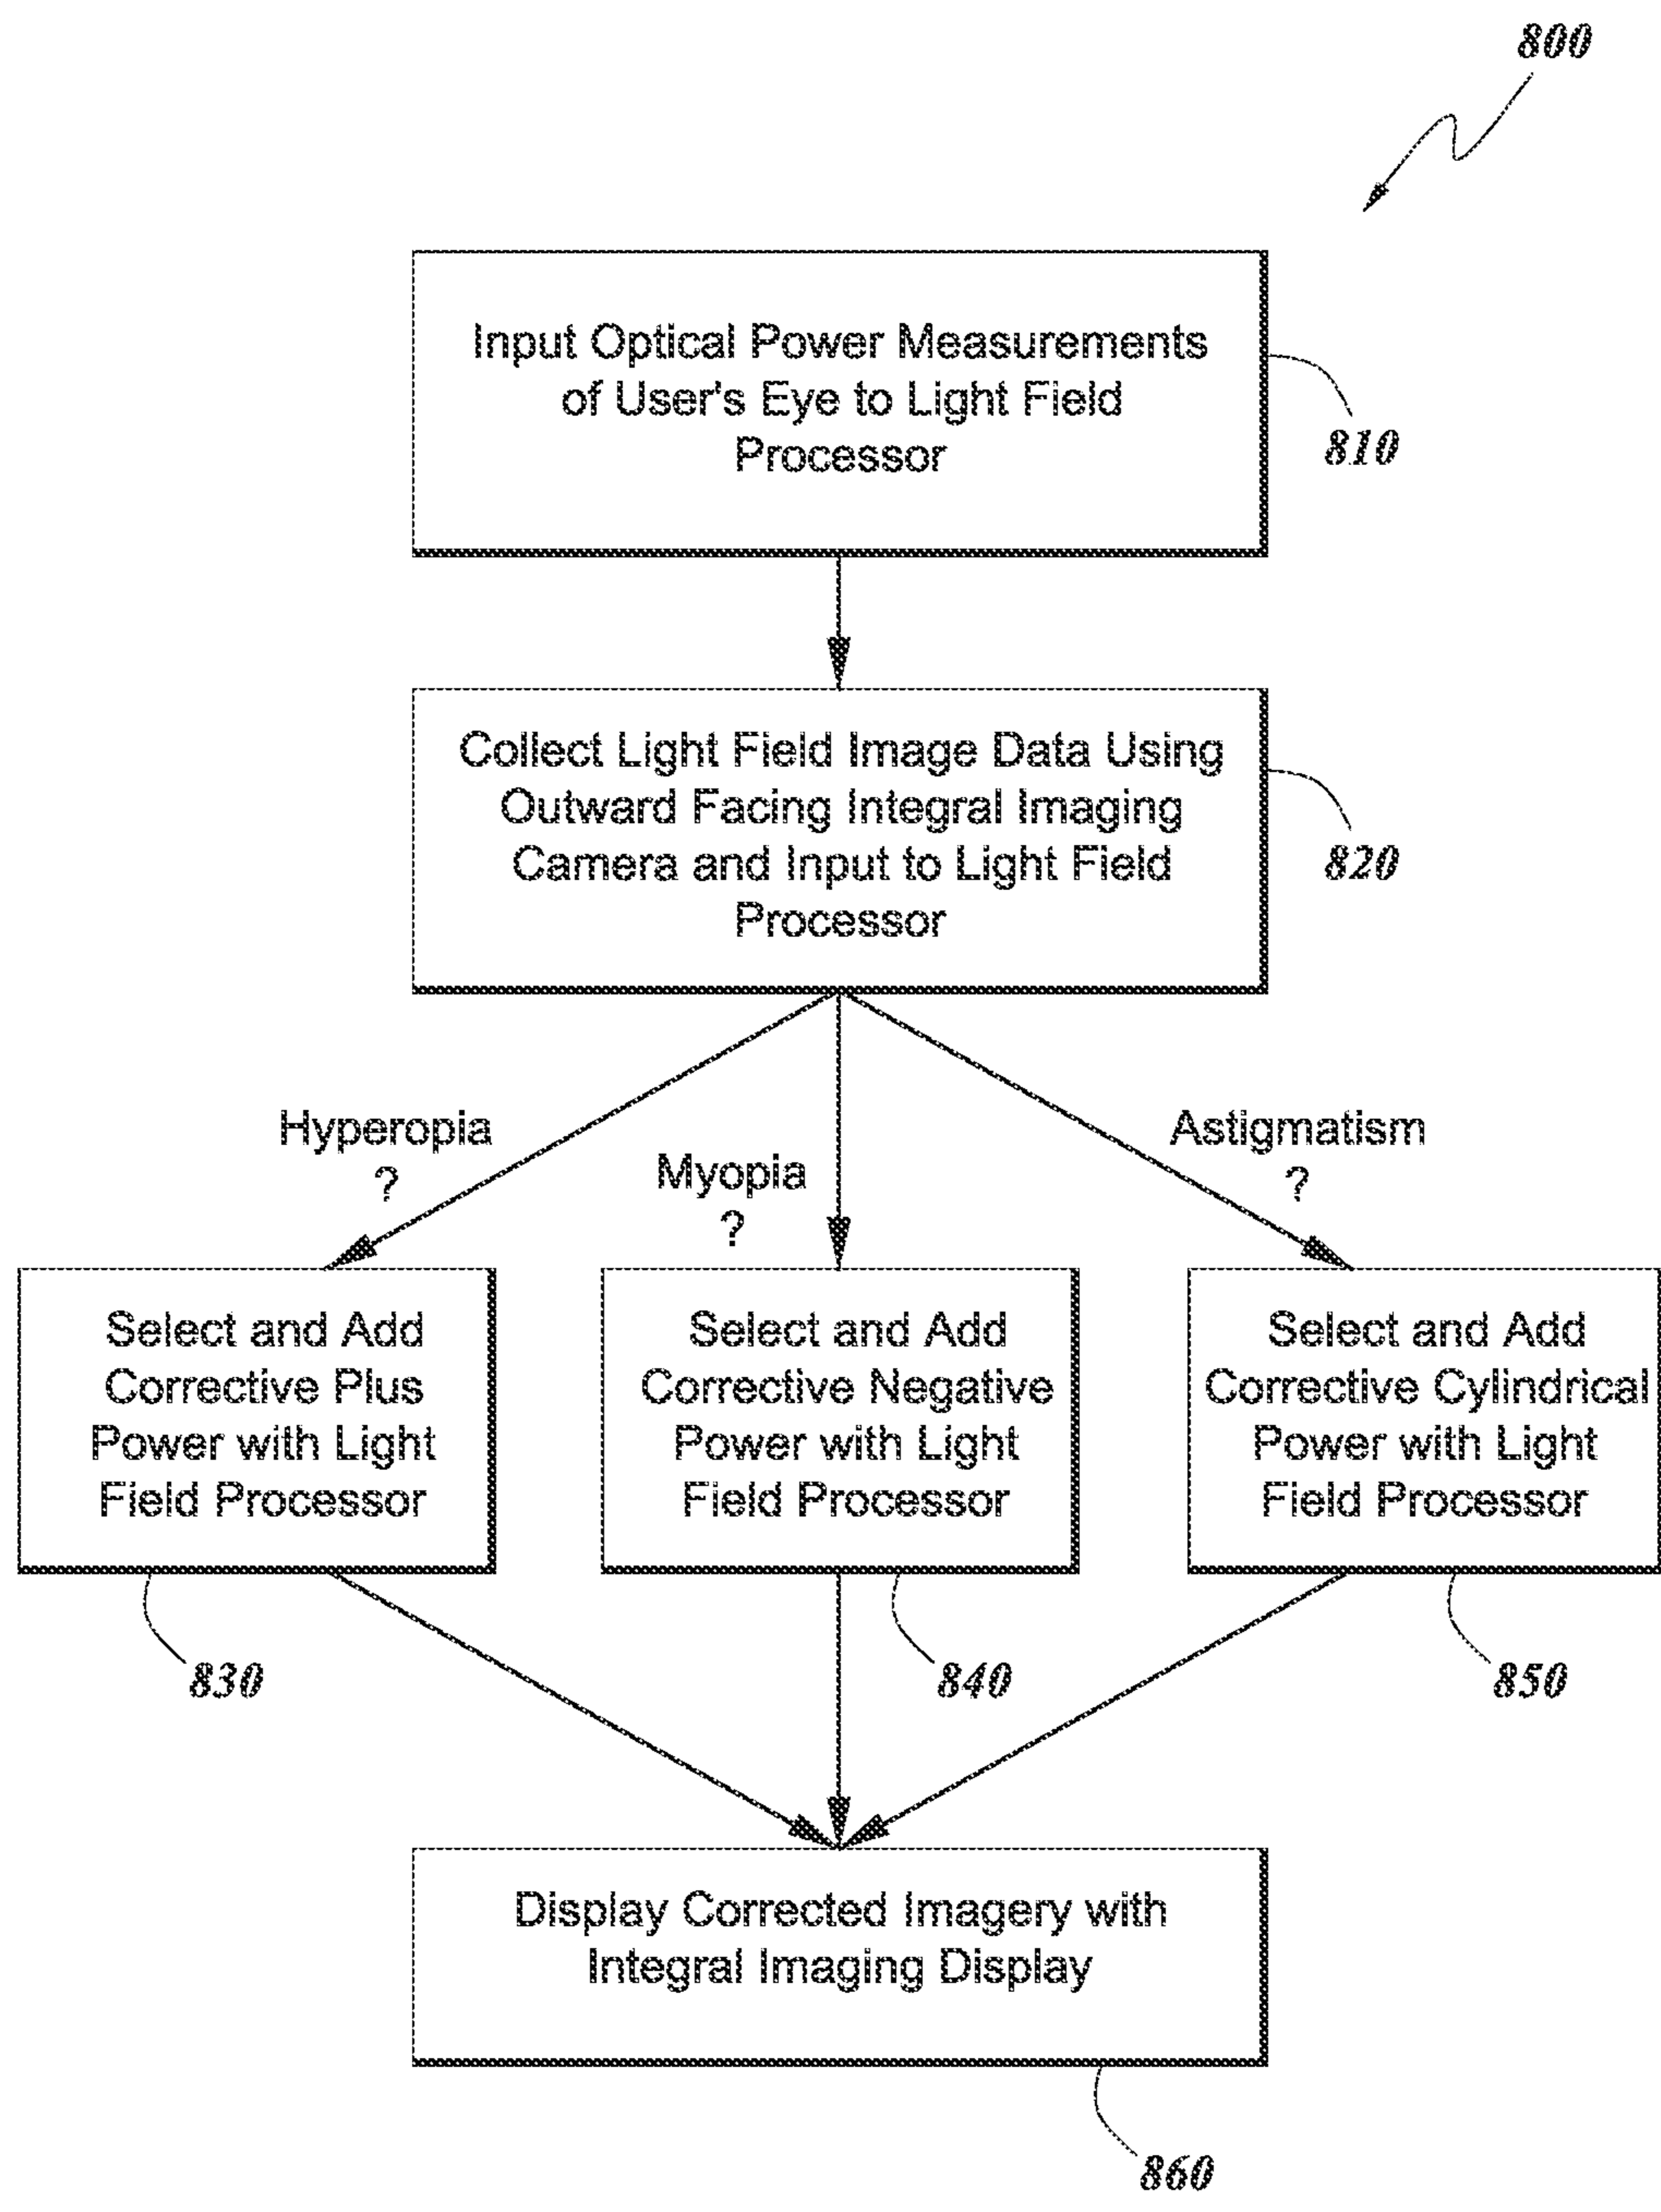 800
Input Optical Power Measurements
of User's Eye to Light Field
Processor
810
Collect Light Field Image Data Using
Outward Facing Integral Imaging
Camera and Input to Light Field
Processor
820
Hyperopia
?
Myopia
?
Astigmatism
?
Select and Add
Corrective Plus
Power with Light
Field Processor
830
Select and Add
Corrective Negative
Power with Light
Field Processor
840
Select and Add
Corrective Cylindrical
Power with Light
Field Processor
850
Display Corrected Imagery with
Integral Imaging Display
860